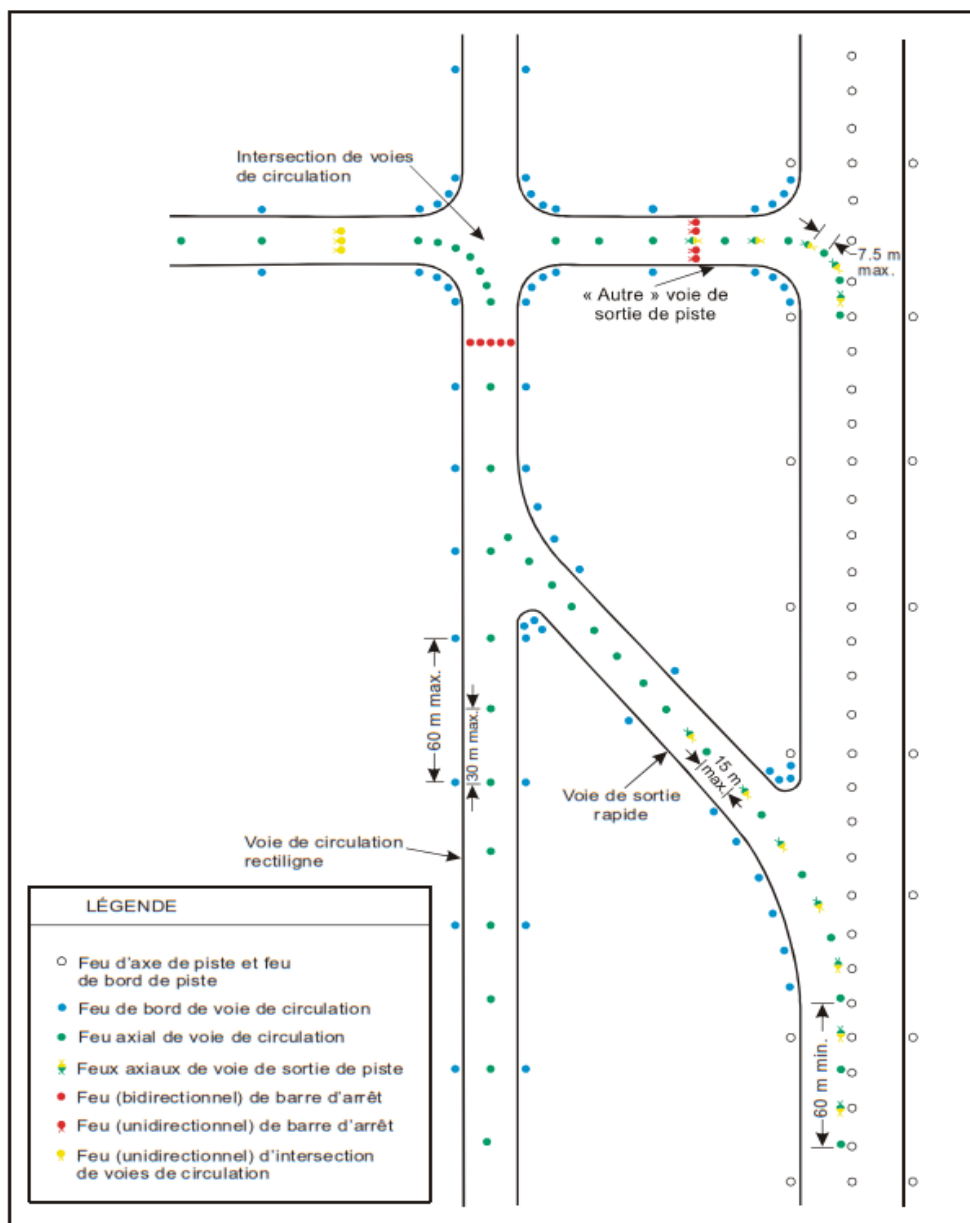 Intersection de voies
de circulation
7.5 m
max.
« Autre » voie de
sortie de piste
60 m max.
30 m max.
15 m
max.
Voie de sortie
rapide
Voie de circulation
rectiligne
60 m min.
LÉGENDE
Feu d'axe de piste et feu
de bord de piste
Feu de bord de voie de circulation
Feu axial de voie de circulation
Feux axiaux de voie de sortie de piste
Feu (bidirectionnel) de barre d'arrêt
Feu (unidirectionnel) de barre d'arrêt
Feu (unidirectionnel) d'intersection
de voies de circulation